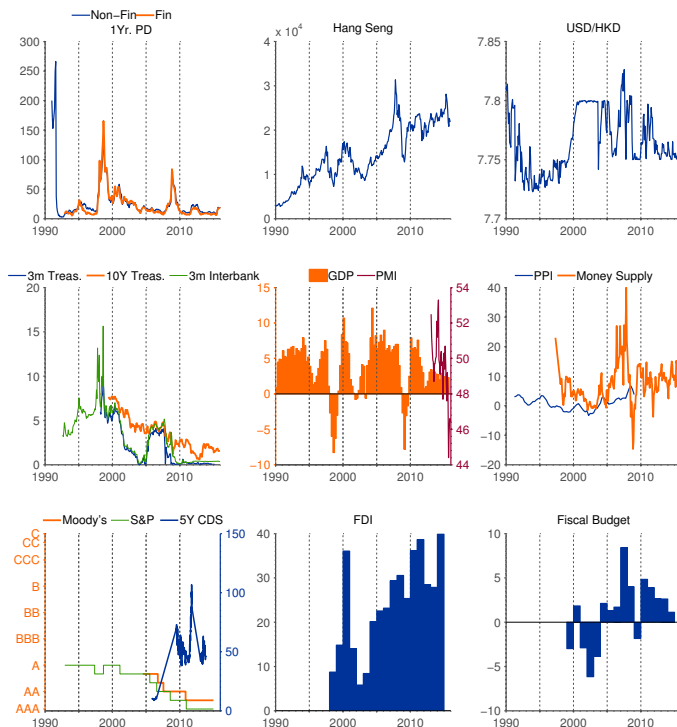 Non-Fin Fin
1Yr. PD
300
250
200
150
100
50
0
1990 2000 2010
Hang Seng
x 10^4
4
3
2
1
0
1990 2000 2010
USD/HKD
7.85
7.8
7.75
7.7
1990 2000 2010
3m Treas. 10Y Treas. 3m Interbank
20
15
10
5
0
1990 2000 2010
GDP PMI
15
10
5
0
−5
−10
54
52
50
48
46
44
1990 2000 2010
PPI Money Supply
40
30
20
10
0
−10
−20
1990 2000 2010
Moody's S&P 5Y CDS
C
CC
CCC
B
BB
BBB
A
AA
AAA
150
100
50
0
1990 2000 2010
FDI
40
30
20
10
0
1990 2000 2010
Fiscal Budget
10
5
0
−5
−10
1990 2000 2010